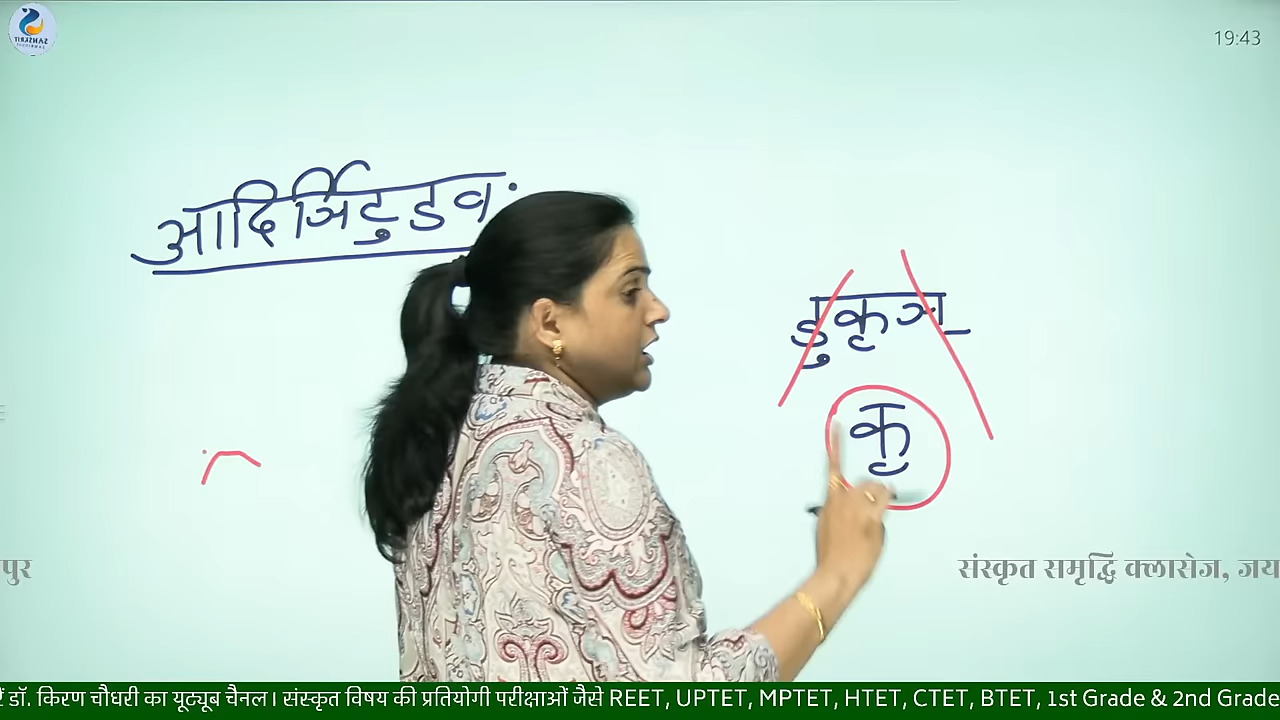 19:43
आदिर्ञिटुडवः
डुकृञ्
कृ
पुर
संस्कृत समृद्धि क्लासेज, जय
डॉ. किरण चौधरी का यूट्यूब चैनल। संस्कृत विषय की प्रतियोगी परीक्षाओं जैसे REET, UPTET, MPTET, HTET, CTET, BTET, 1st Grade & 2nd Grade